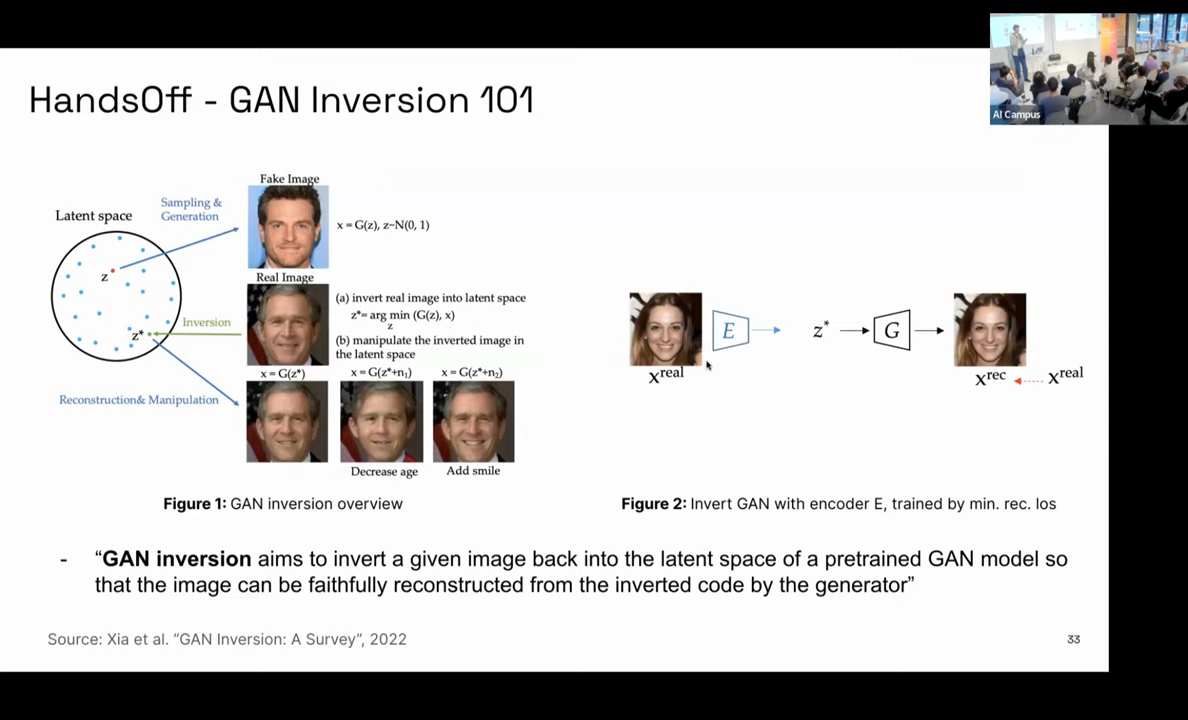 HandsOff - GAN Inversion 101
AI Campus
Fake Image
Sampling &
Generation
Latent space
x = G(z), z~N(0, 1)
z
Real Image
(a) invert real image into latent space
z*= arg min (G(z), x)
z
Inversion
z*
(b) manipulate the inverted image in
the latent space
x = G(z*)
x = G(z*+n₁)
x = G(z*+n₂)
Reconstruction& Manipulation
Decrease age
Add smile
E
z*
G
xreal
xrec
xreal
Figure 1: GAN inversion overview
Figure 2: Invert GAN with encoder E, trained by min. rec. los
- “GAN inversion aims to invert a given image back into the latent space of a pretrained GAN model so
that the image can be faithfully reconstructed from the inverted code by the generator”
Source: Xia et al. “GAN Inversion: A Survey”, 2022
33